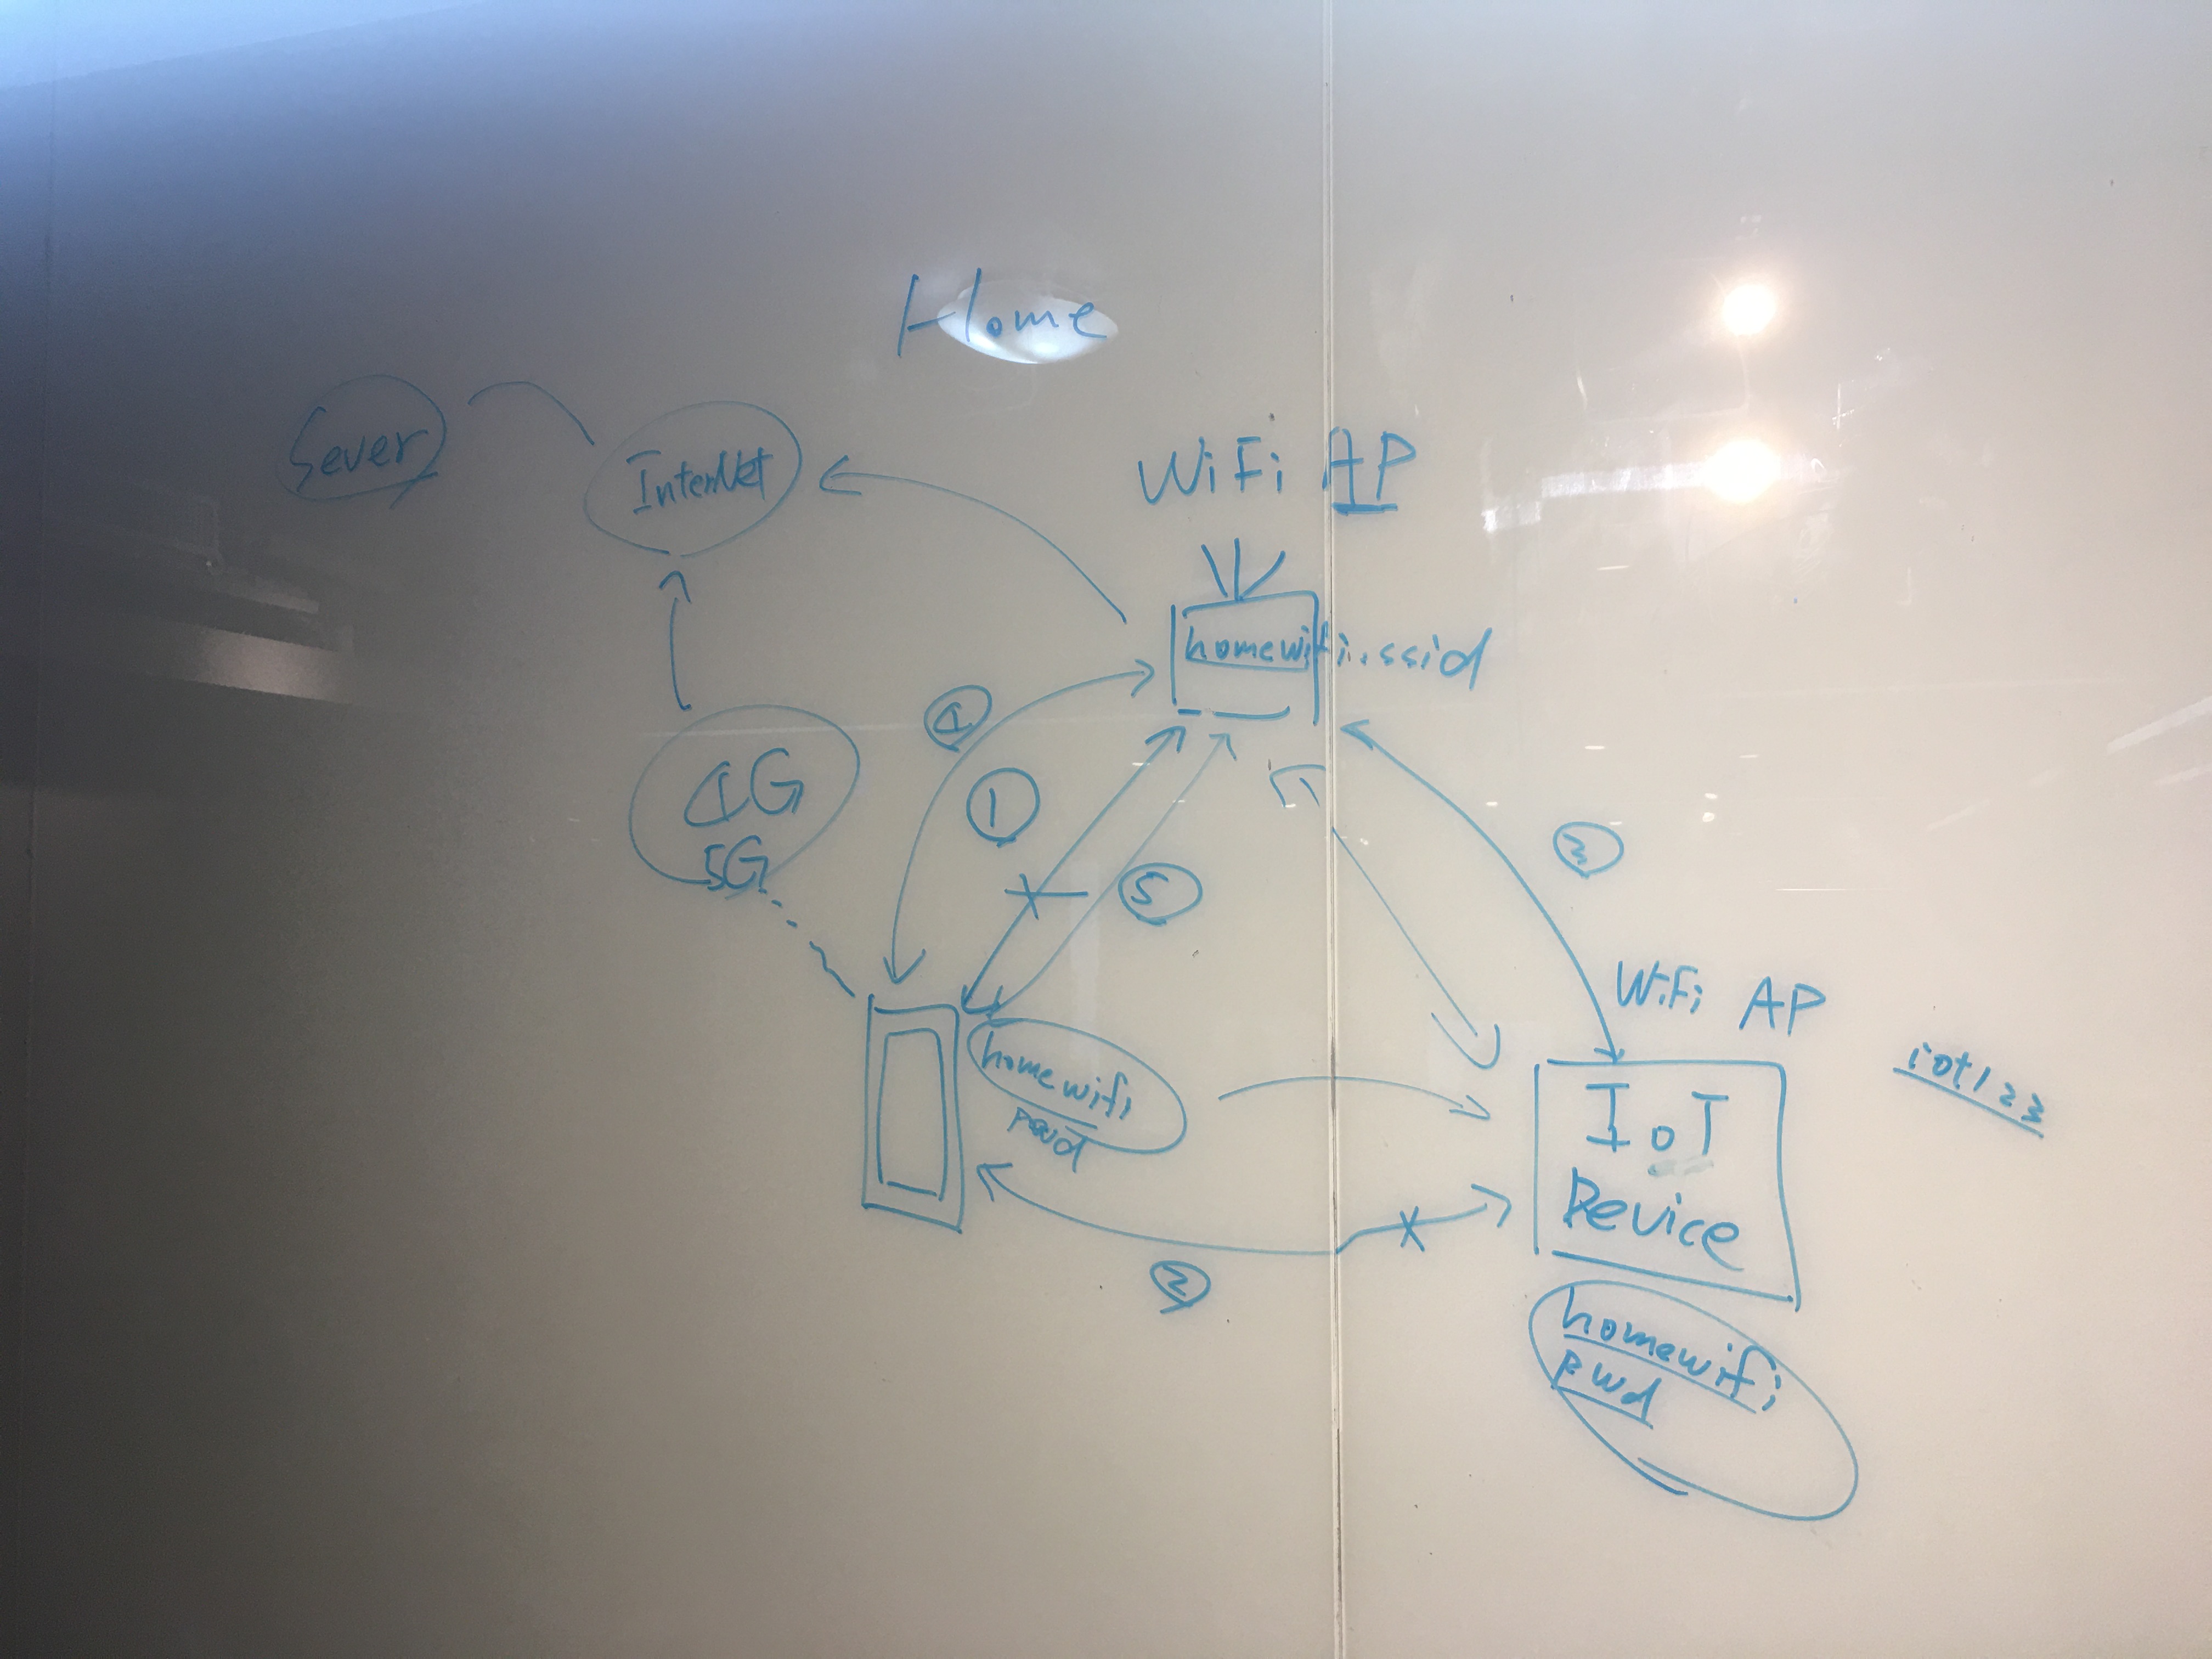 Home
Sever
InterNet
WiFi AP
homewifi.ssid
4G
5G
4
1
5
3
WiFi AP
iot123
homewifi
pwd
IoT
Device
2
homewifi
pwd